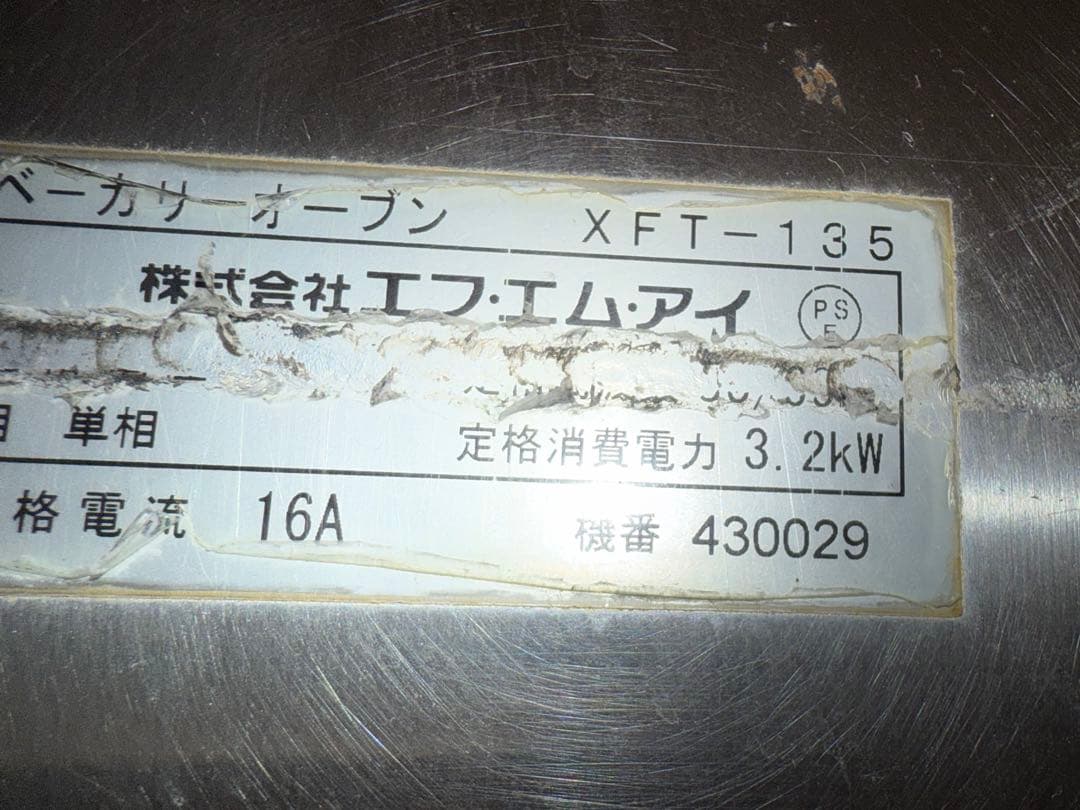 ベーカリーオーブン XFT-135
株式会社 エフ・エム・アイ PSE
相 単相 定格消費電力 3.2kW
格電流 16A 機番 430029